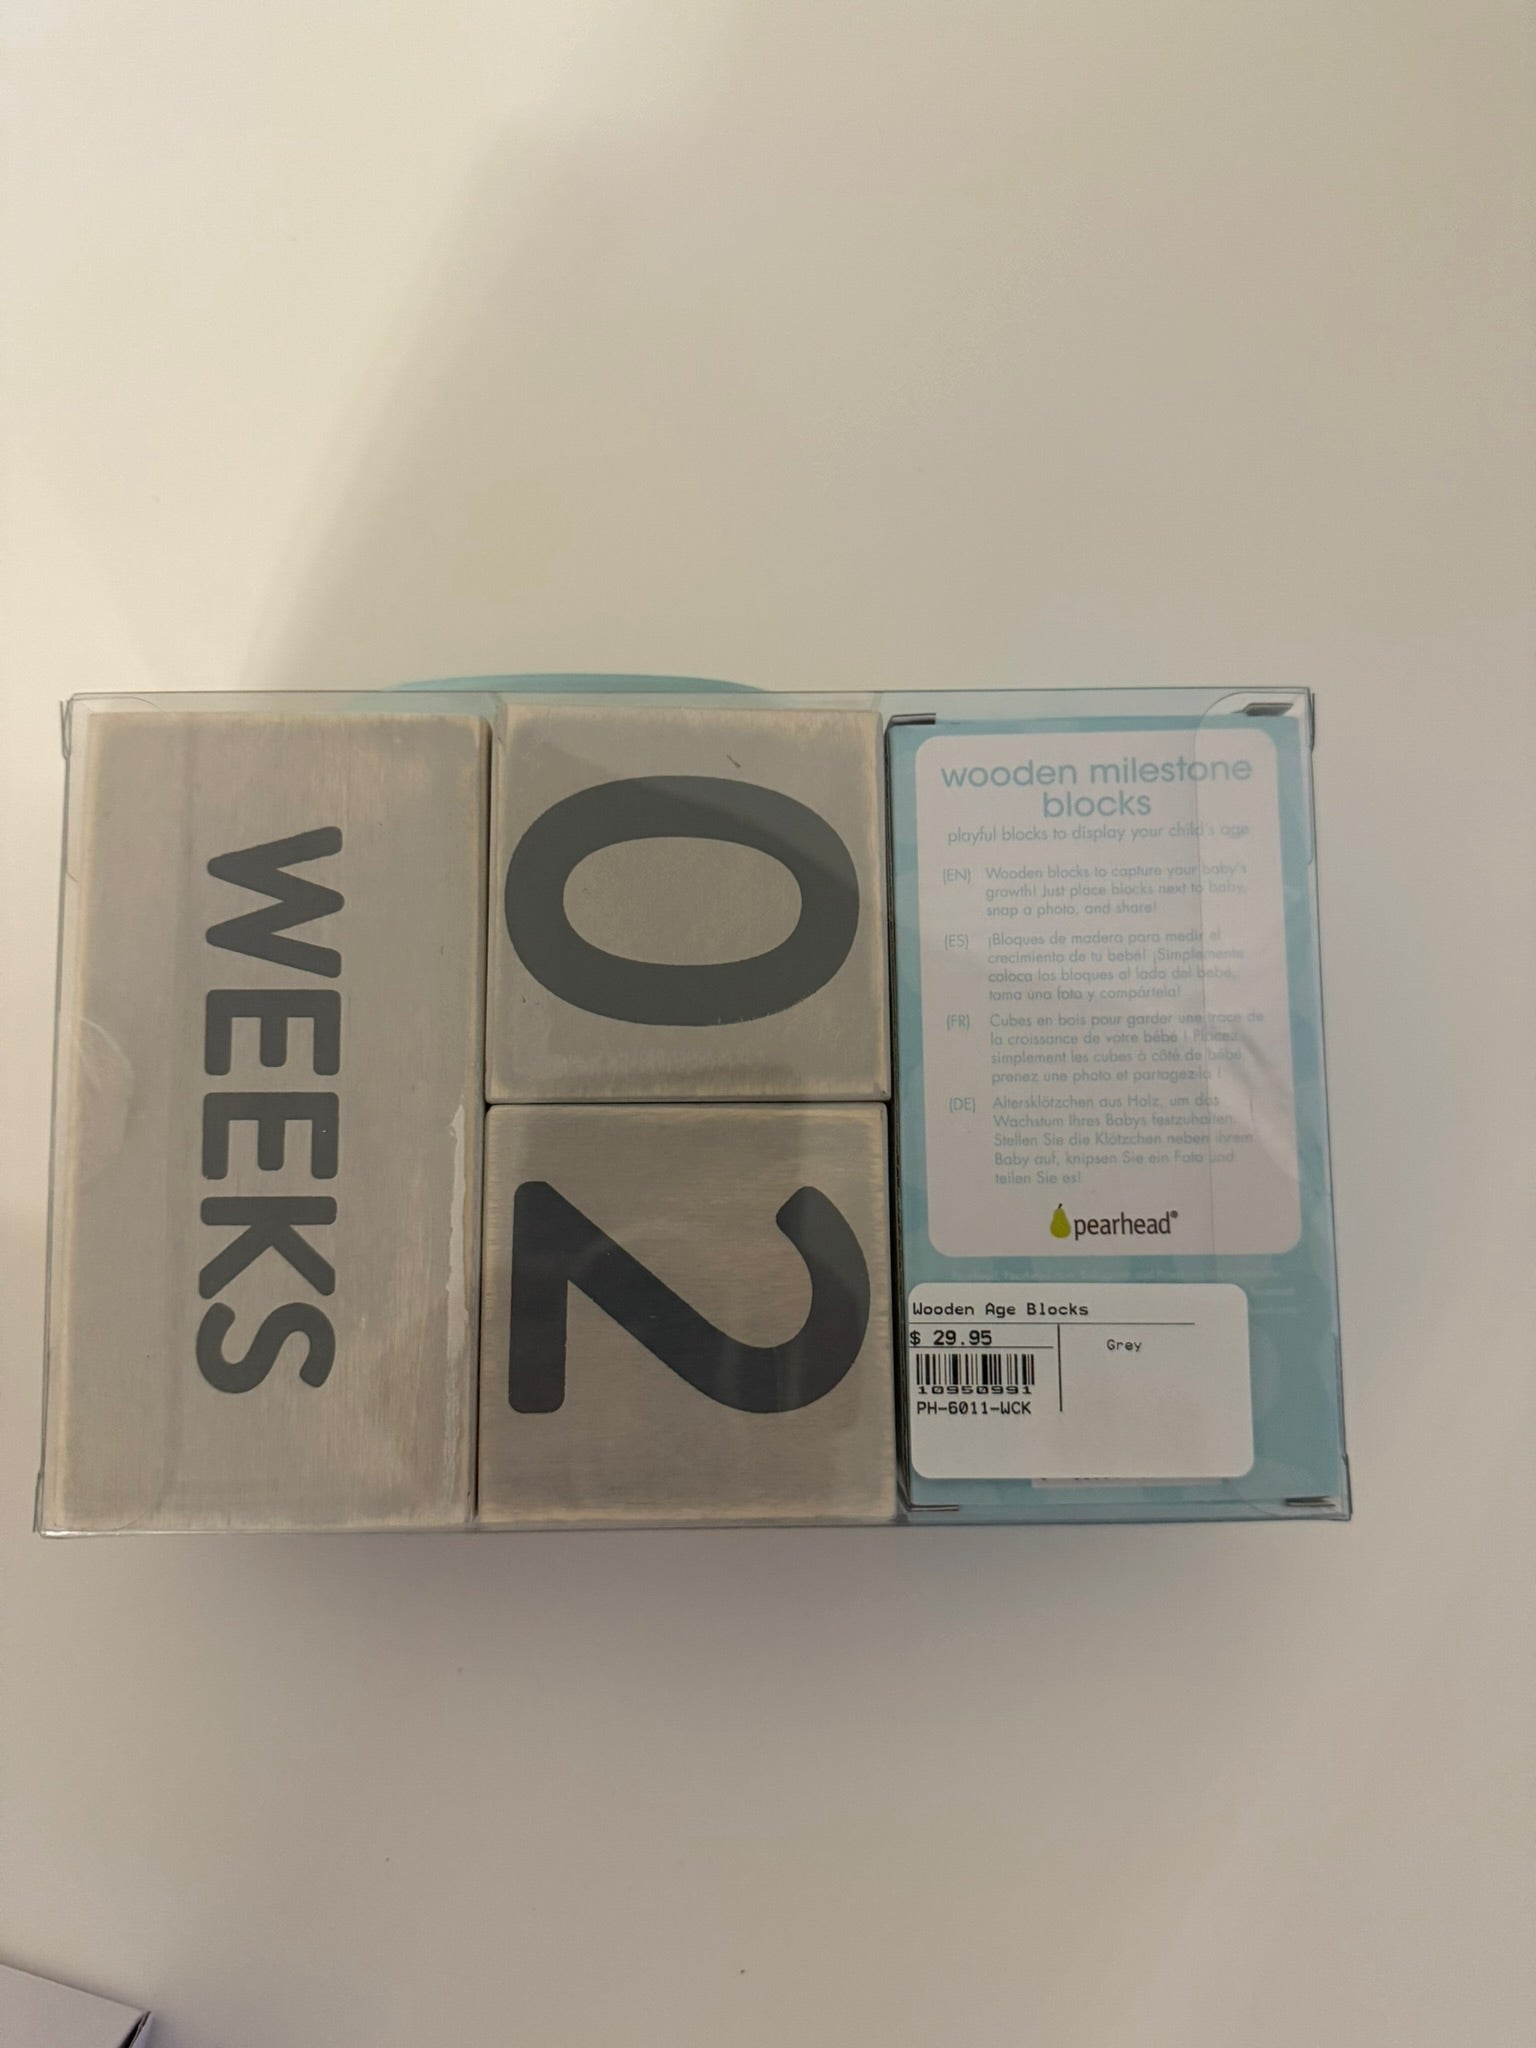 WEEKS
0
2
wooden milestone
blocks
playful blocks to display your child's age
(EN) Wooden blocks to capture your baby's
growth! Just place blocks next to baby,
snap a photo, and share!
(ES) ¡Bloques de madera para medir el
crecimiento de tu bebé! ¡Simplemente
coloca los bloques al lado del bebé,
toma una foto y compártela!
(FR) Cubes en bois pour garder une trace de
la croissance de votre bébé ! Placez
simplement les cubes à côté de bébé,
prenez une photo et partagez-la !
(DE) Altersklötzchen aus Holz, um das
Wachstum Ihres Babys festzuhalten.
Stellen Sie die Klötzchen neben ihrem
Baby auf, knipsen Sie ein Foto und
teilen Sie es!
pearhead®
Wooden Age Blocks
$ 29.95
Grey
10950991
PH-6011-WCK